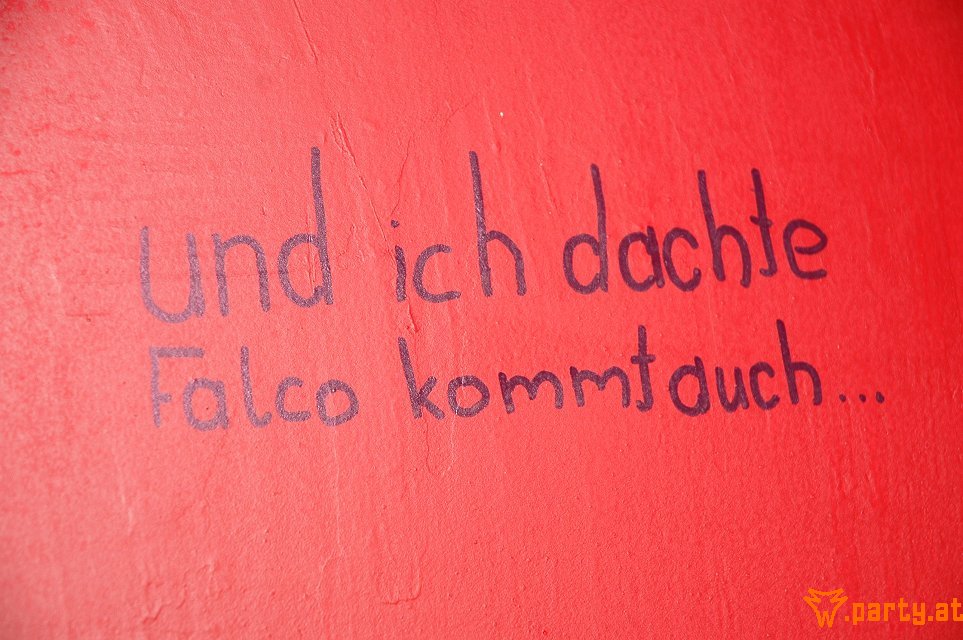 und ich dachte
Falco kommt auch...
.party.at